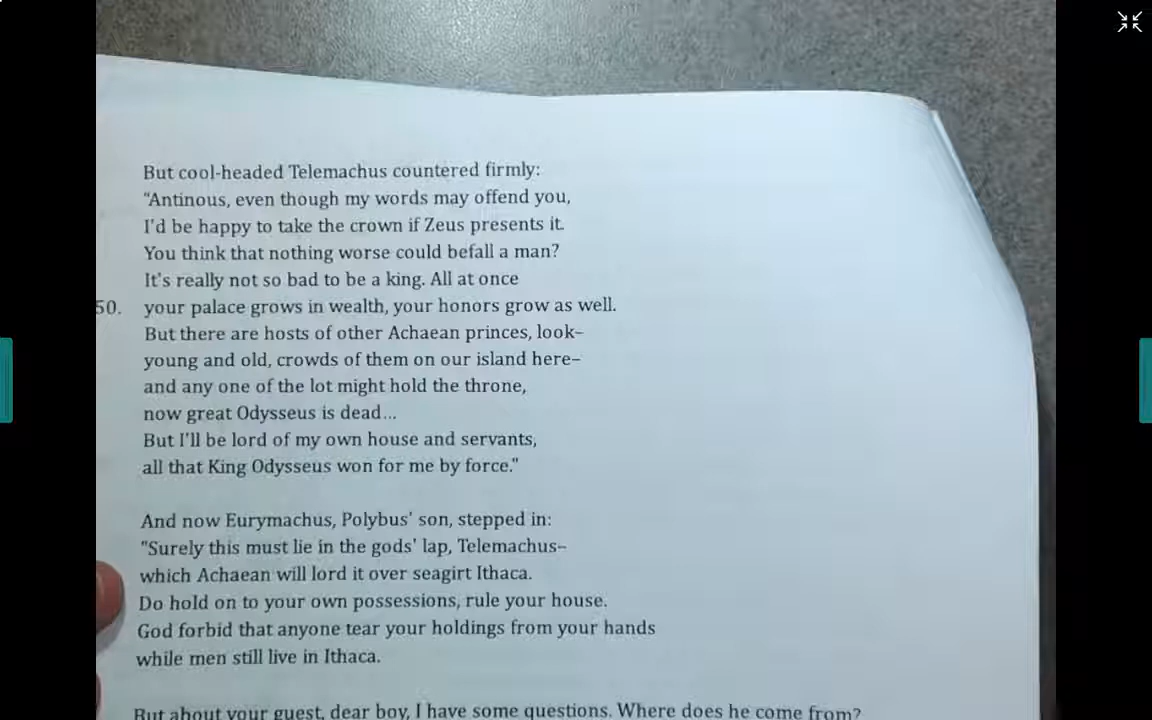 But cool-headed Telemachus countered firmly:
“Antinous, even though my words may offend you,
I'd be happy to take the crown if Zeus presents it.
You think that nothing worse could befall a man?
It's really not so bad to be a king. All at once
50. your palace grows in wealth, your honors grow as well.
But there are hosts of other Achaean princes, look–
young and old, crowds of them on our island here–
and any one of the lot might hold the throne,
now great Odysseus is dead...
But I'll be lord of my own house and servants,
all that King Odysseus won for me by force."
And now Eurymachus, Polybus' son, stepped in:
"Surely this must lie in the gods' lap, Telemachus–
which Achaean will lord it over seagirt Ithaca.
Do hold on to your own possessions, rule your house.
God forbid that anyone tear your holdings from your hands
while men still live in Ithaca.
But about your guest, dear boy, I have some questions. Where does he come from?